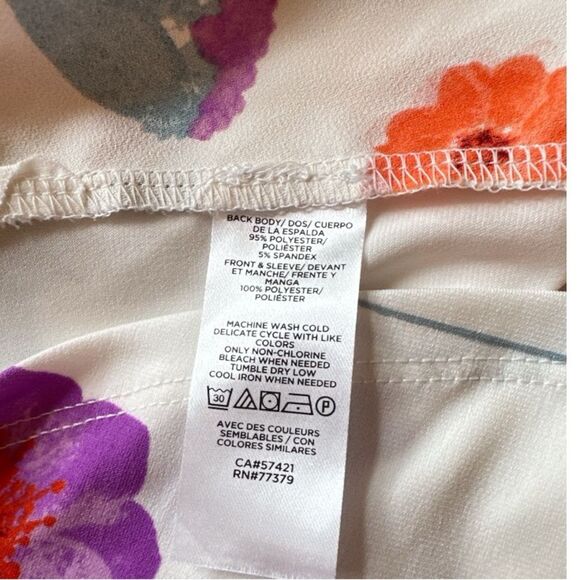 BACK BODY/ DOS/ CUERPO
DE LA ESPALDA
95% POLYESTER/
POLIÉSTER
5% SPANDEX
FRONT & SLEEVE/ DEVANT
ET MANCHE/ FRENTE Y
MANGA
100% POLYESTER/
POLIÉSTER
MACHINE WASH COLD
DELICATE CYCLE WITH LIKE
COLORS
ONLY NON-CHLORINE
BLEACH WHEN NEEDED
TUMBLE DRY LOW
COOL IRON WHEN NEEDED
30 P
AVEC DES COULEURS
SEMBLABLES / CON
COLORES SIMILARES
CA#57421
RN#77379